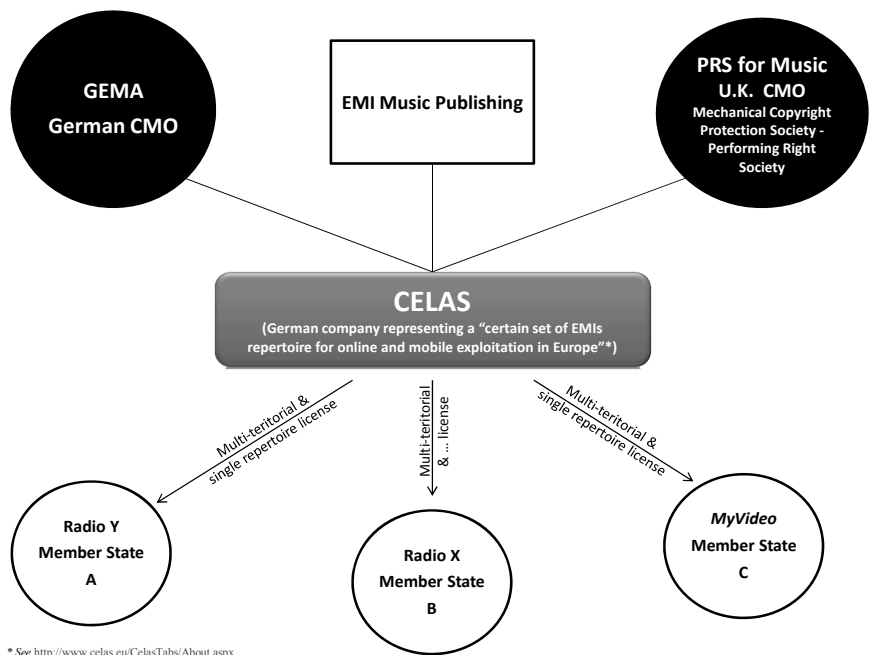 GEMA
German CMO
EMI Music Publishing
PRS for Music
U.K.  CMO
Mechanical Copyright
Protection Society -
Performing Right
Society
CELAS
(German company representing a “certain set of EMIs
repertoire for online and mobile exploitation in Europe”*)
Multi-teritorial &
single repertoire license
Multi-teritorial
& ... license
Multi-teritorial &
single repertoire license
Radio Y
Member State
A
Radio X
Member State
B
MyVideo
Member State
C
* See http://www.celas.eu/CelasTabs/About.aspx